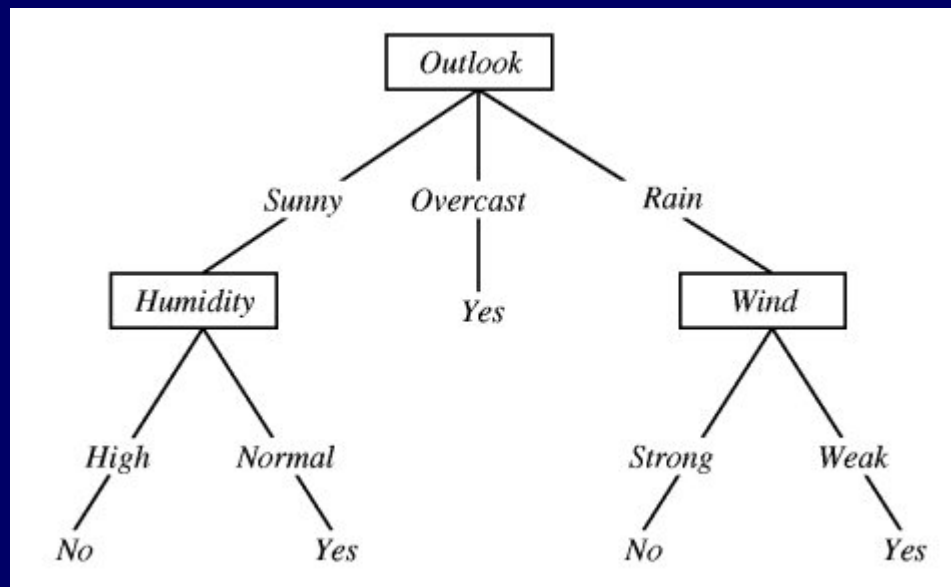 Outlook
Sunny Overcast Rain
Humidity Yes Wind
High Normal Strong Weak
No Yes No Yes